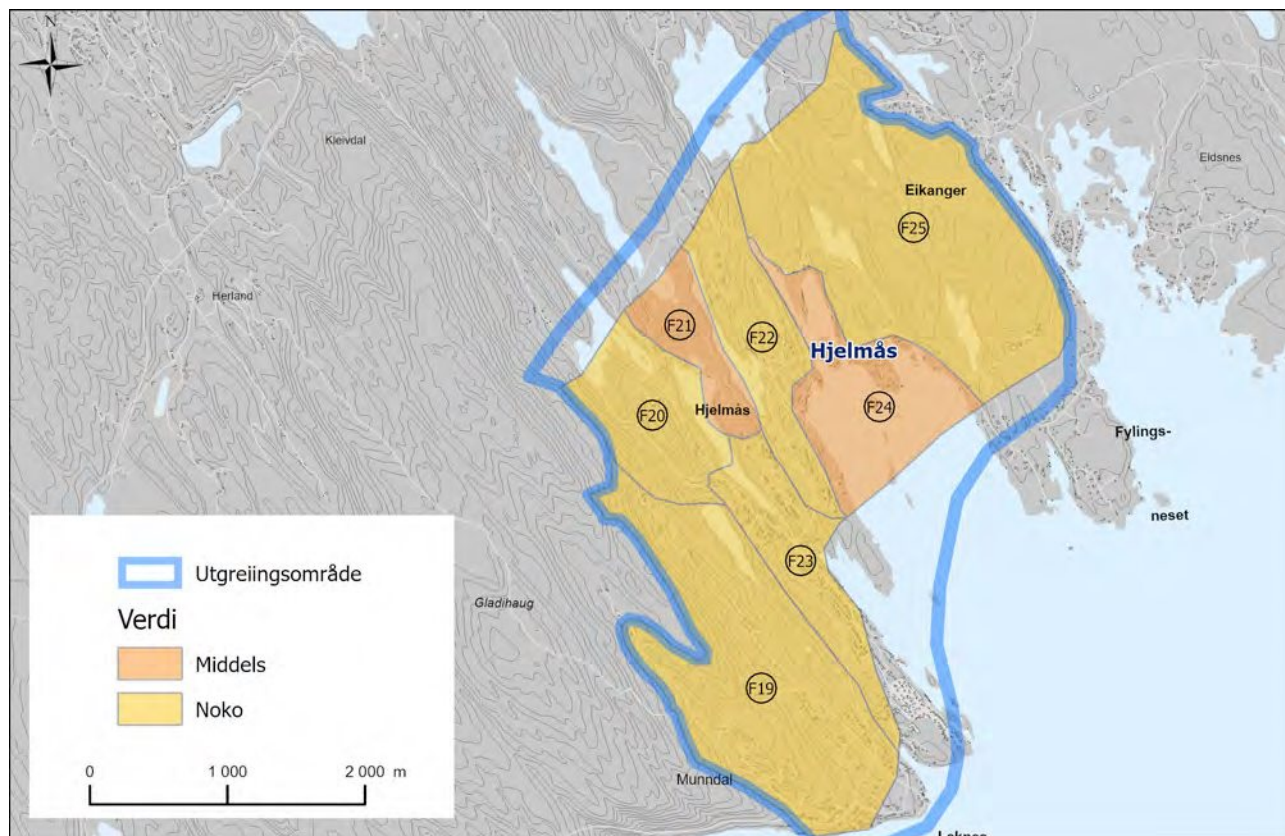 N
Kleivdal
Eldsnes
Eikanger
F25
Herland
F21
F22
Hjelmås
F20
Hjelmås
F24
Fylings-
neset
F23
Gladihaug
F19
Munndal
Utgreiingsområde
Verdi
Middels
Noko
0 1 000 2 000 m